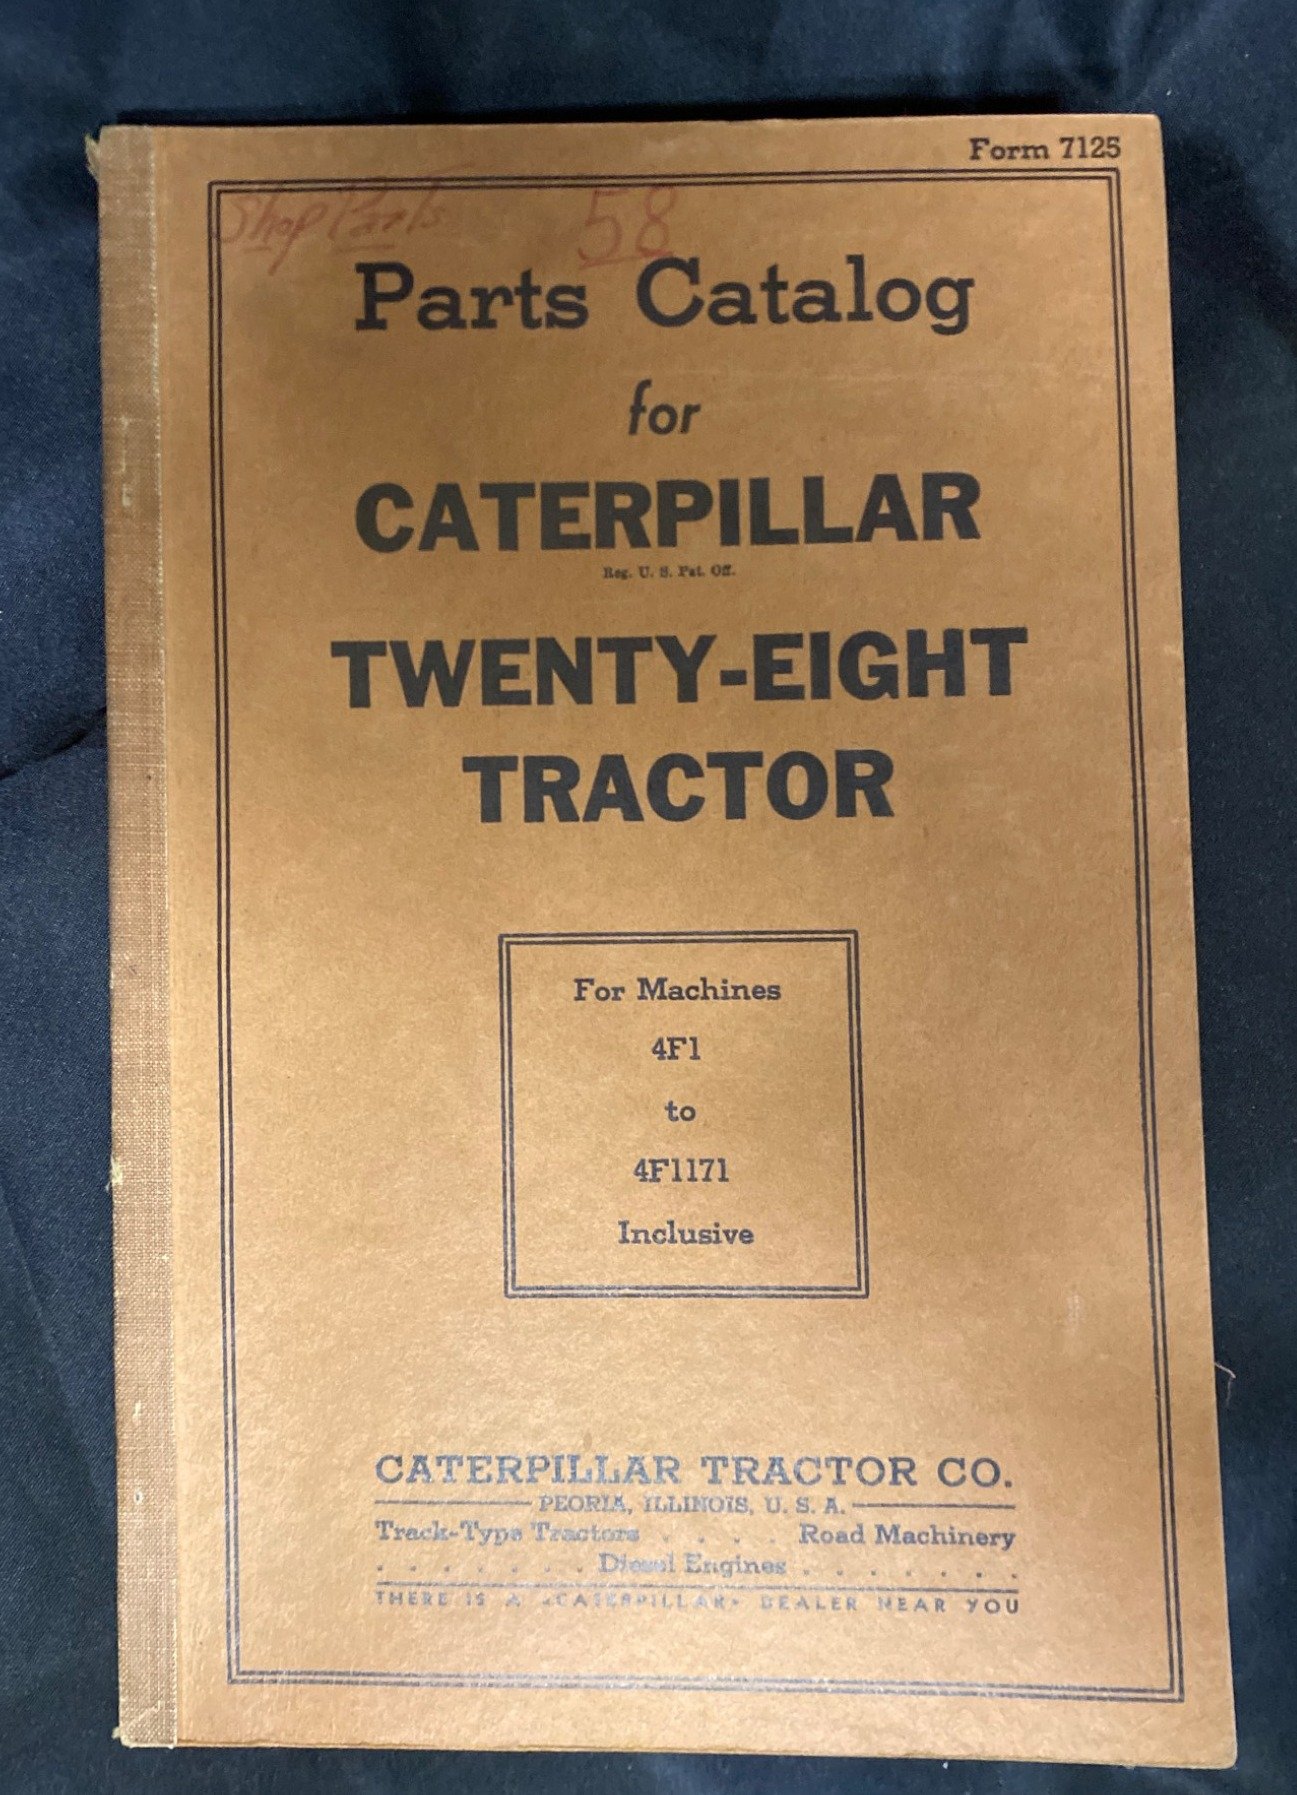 Form 7125
Shop Parts 58
Parts Catalog
for
CATERPILLAR
Reg. U. S. Pat. Off.
TWENTY-EIGHT
TRACTOR
For Machines
4F1
to
4F1171
Inclusive
CATERPILLAR TRACTOR CO.
PEORIA, ILLINOIS, U. S. A.
Track-Type Tractors . . . . Road Machinery
. . . . . . . Diesel Engines . . . . . . .
THERE IS A "CATERPILLAR" DEALER NEAR YOU